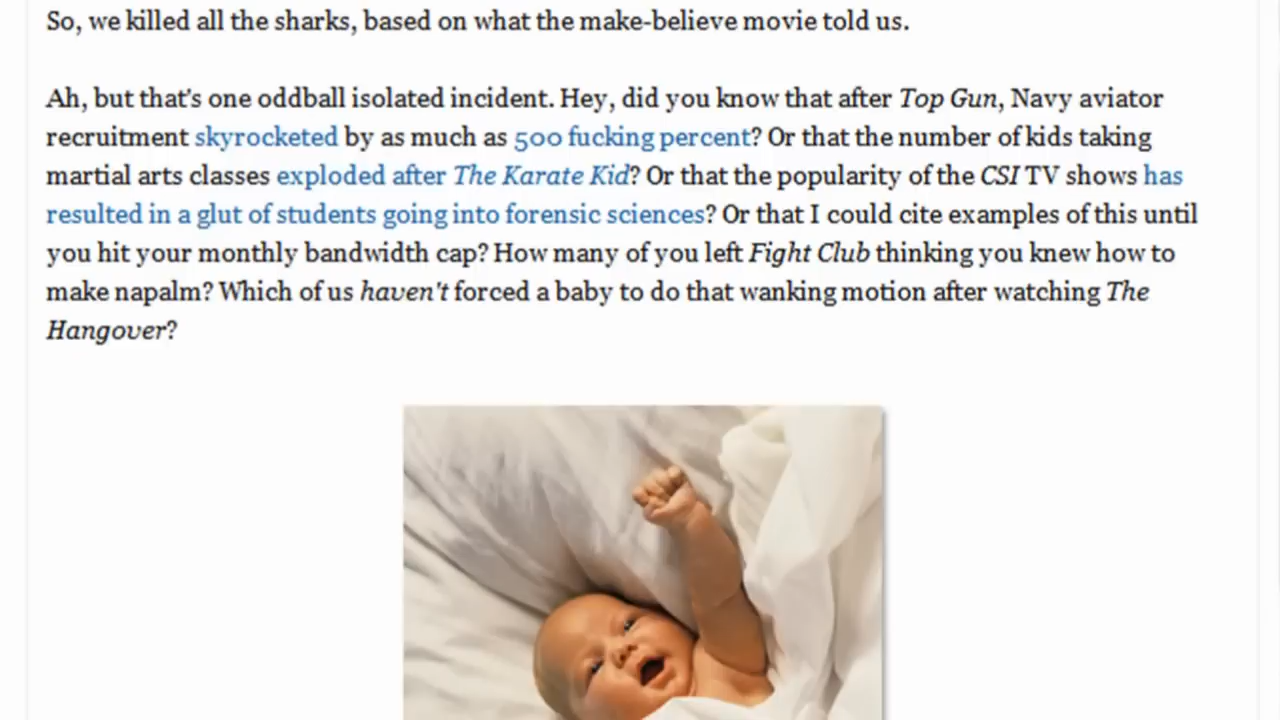 So, we killed all the sharks, based on what the make-believe movie told us.
Ah, but that's one oddball isolated incident. Hey, did you know that after Top Gun, Navy aviator
recruitment skyrocketed by as much as 500 fucking percent? Or that the number of kids taking
martial arts classes exploded after The Karate Kid? Or that the popularity of the CSI TV shows has
resulted in a glut of students going into forensic sciences? Or that I could cite examples of this until
you hit your monthly bandwidth cap? How many of you left Fight Club thinking you knew how to
make napalm? Which of us haven't forced a baby to do that wanking motion after watching The
Hangover?